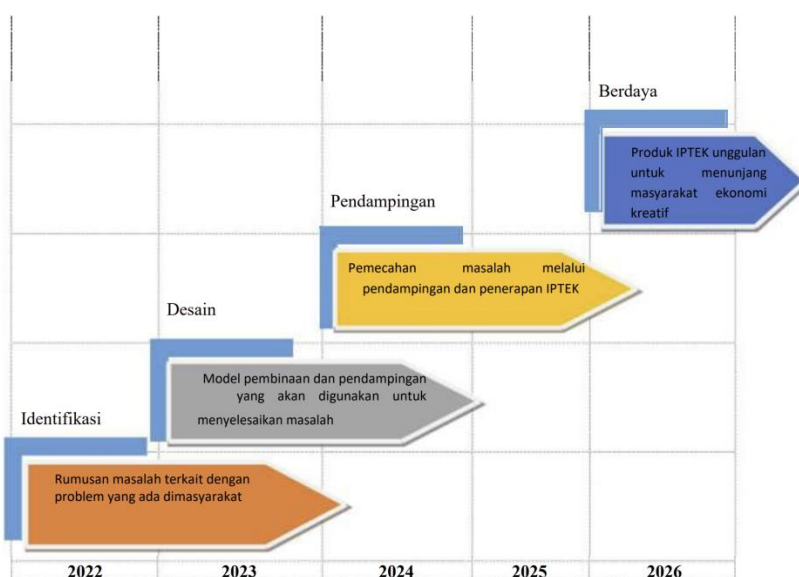 Berdaya
Produk IPTEK unggulan
untuk menunjang
masyarakat ekonomi
kreatif
Pendampingan
Pemecahan masalah melalui
pendampingan dan penerapan IPTEK
Desain
Model pembinaan dan pendampingan
yang akan digunakan untuk
menyelesaikan masalah
Identifikasi
Rumusan masalah terkait dengan
problem yang ada dimasyarakat
2022 2023 2024 2025 2026